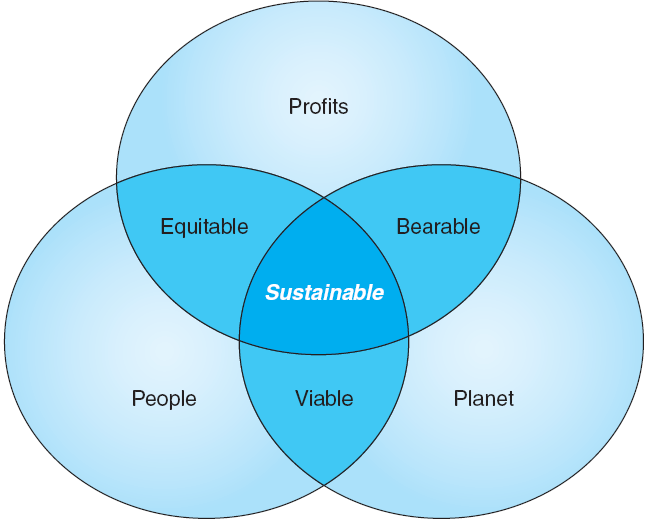 Profits
Equitable
Bearable
Sustainable
People
Viable
Planet